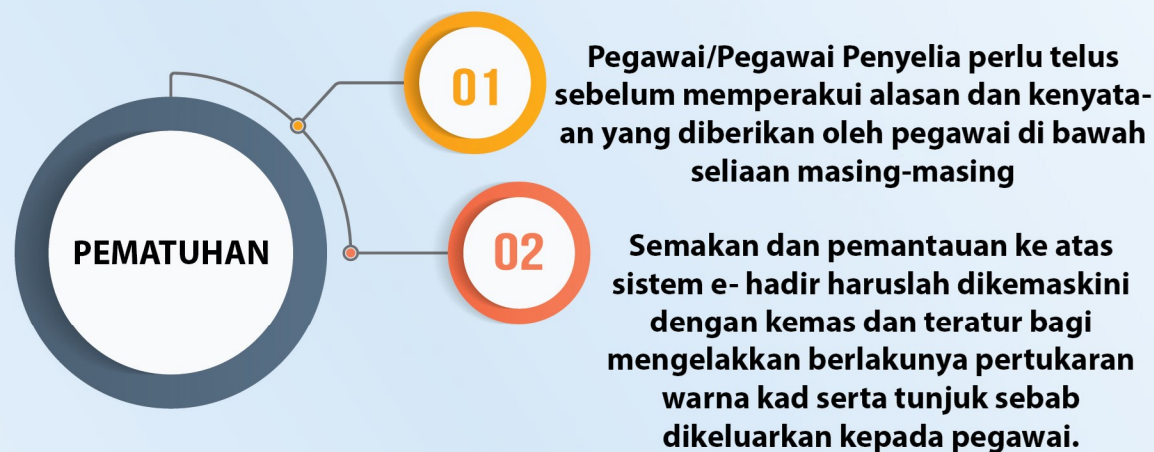 PEMATUHAN
01
Pegawai/Pegawai Penyelia perlu telus
sebelum memperakui alasan dan kenyata-
an yang diberikan oleh pegawai di bawah
seliaan masing-masing
02
Semakan dan pemantauan ke atas
sistem e- hadir haruslah dikemaskini
dengan kemas dan teratur bagi
mengelakkan berlakunya pertukaran
warna kad serta tunjuk sebab
dikeluarkan kepada pegawai.